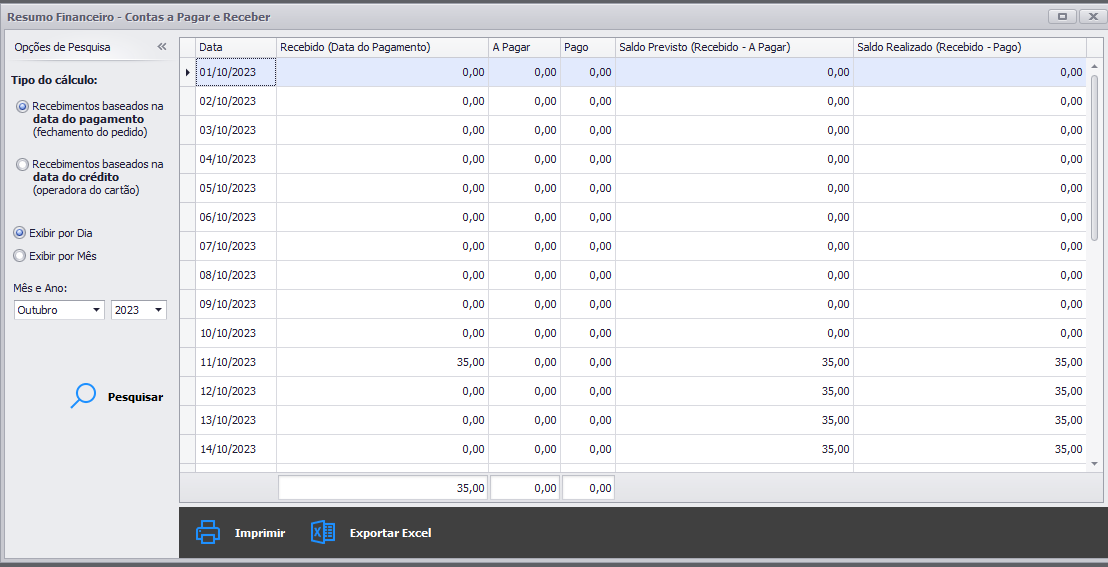 Resumo Financeiro - Contas a Pagar e Receber
Opções de Pesquisa
Tipo do cálculo:
Recebimentos baseados na
data do pagamento
(fechamento do pedido)
Recebimentos baseados na
data do crédito
(operadora do cartão)
Exibir por Dia
Exibir por Mês
Mês e Ano:
Outubro 2023
Pesquisar
Data Recebido (Data do Pagamento) A Pagar Pago Saldo Previsto (Recebido - A Pagar) Saldo Realizado (Recebido - Pago)
01/10/2023 0,00 0,00 0,00 0,00 0,00
02/10/2023 0,00 0,00 0,00 0,00 0,00
03/10/2023 0,00 0,00 0,00 0,00 0,00
04/10/2023 0,00 0,00 0,00 0,00 0,00
05/10/2023 0,00 0,00 0,00 0,00 0,00
06/10/2023 0,00 0,00 0,00 0,00 0,00
07/10/2023 0,00 0,00 0,00 0,00 0,00
08/10/2023 0,00 0,00 0,00 0,00 0,00
09/10/2023 0,00 0,00 0,00 0,00 0,00
10/10/2023 0,00 0,00 0,00 0,00 0,00
11/10/2023 35,00 0,00 0,00 35,00 35,00
12/10/2023 0,00 0,00 0,00 35,00 35,00
13/10/2023 0,00 0,00 0,00 35,00 35,00
14/10/2023 0,00 0,00 0,00 35,00 35,00
35,00 0,00 0,00
Imprimir Exportar Excel